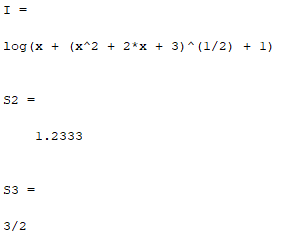 I =
log(x + (x^2 + 2*x + 3)^(1/2) + 1)
S2 =
1.2333
S3 =
3/2